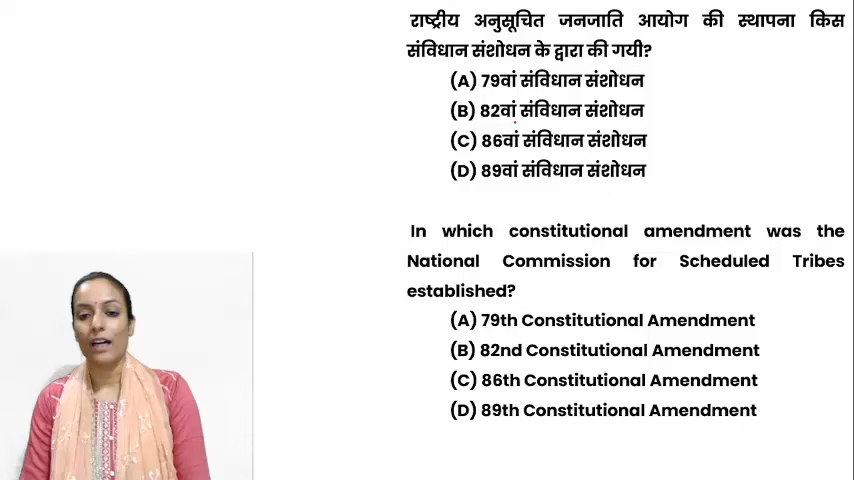 राष्ट्रीय अनुसूचित जनजाति आयोग की स्थापना किस
संविधान संशोधन के द्वारा की गयी?
(A) 79वां संविधान संशोधन
(B) 82वां संविधान संशोधन
(C) 86वां संविधान संशोधन
(D) 89वां संविधान संशोधन
In which constitutional amendment was the
National Commission for Scheduled Tribes
established?
(A) 79th Constitutional Amendment
(B) 82nd Constitutional Amendment
(C) 86th Constitutional Amendment
(D) 89th Constitutional Amendment